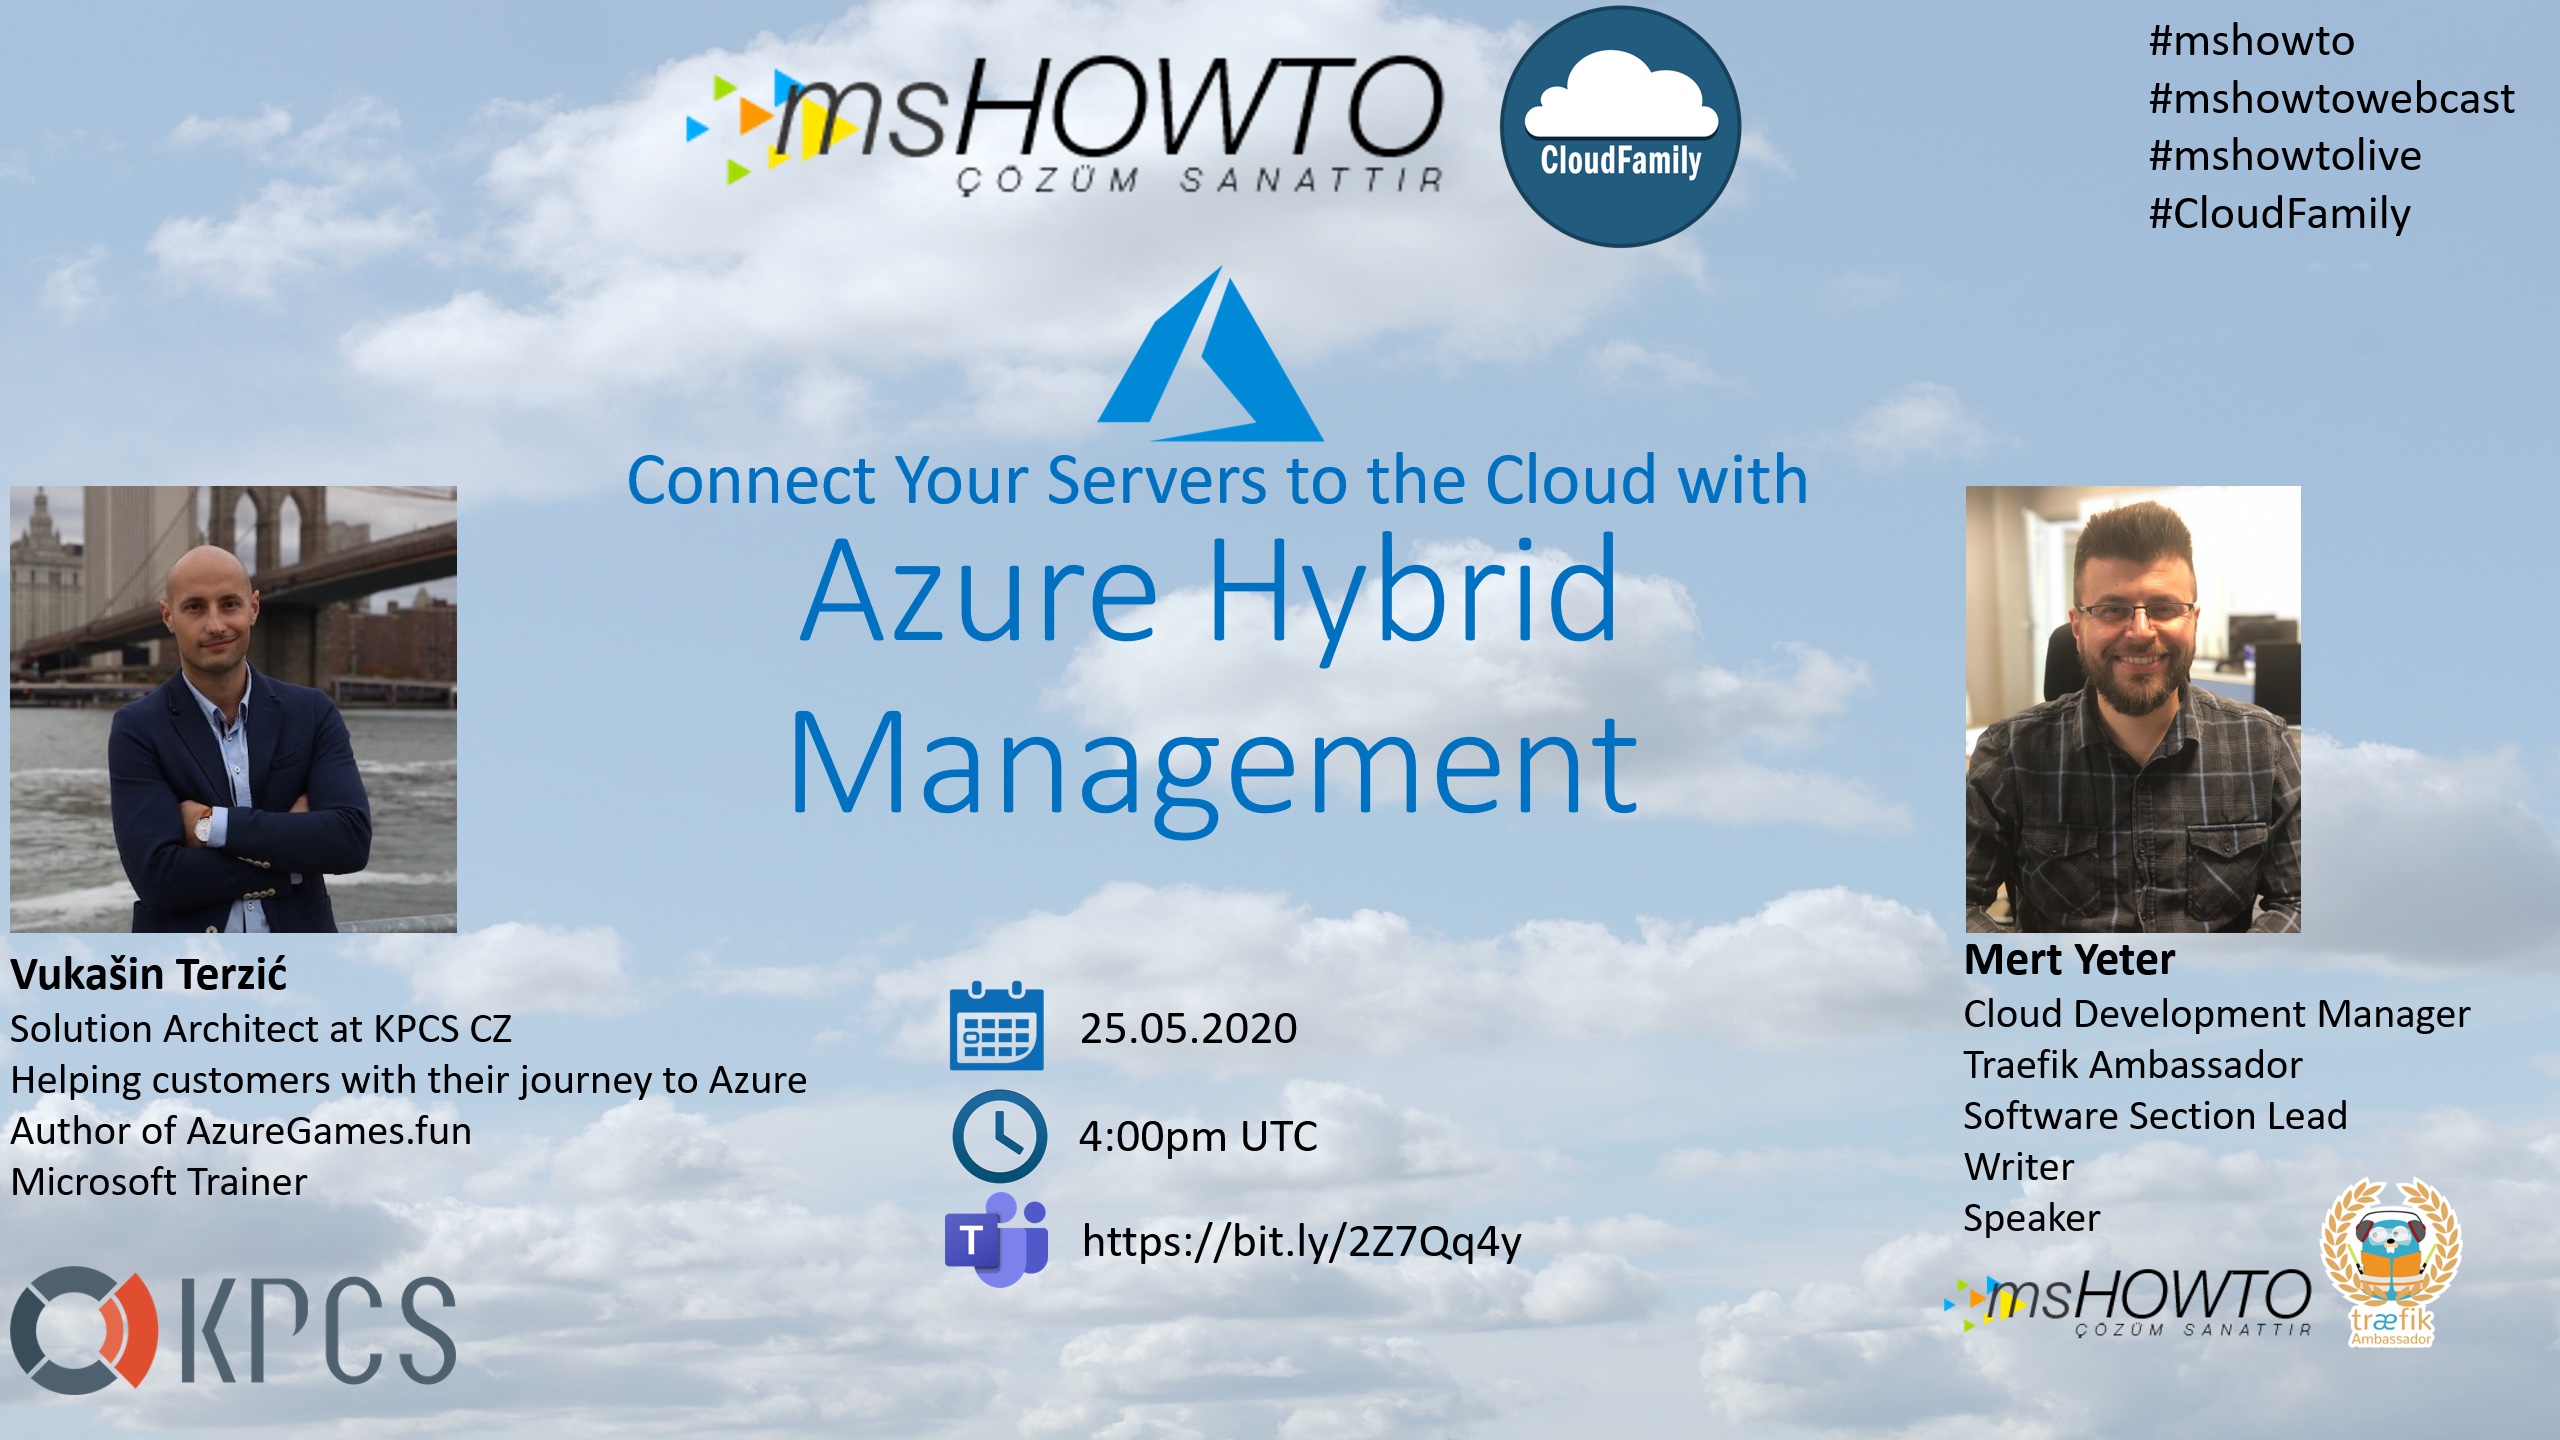 msHOWTO
ÇÖZÜM SANATTIR
CloudFamily
#mshowto
#mshowtowebcast
#mshowtolive
#CloudFamily
Connect Your Servers to the Cloud with
Azure Hybrid
Management
Vukašin Terzić
Solution Architect at KPCS CZ
Helping customers with their journey to Azure
Author of AzureGames.fun
Microsoft Trainer
KPCS
25.05.2020
4:00pm UTC
T
https://bit.ly/2Z7Qq4y
Mert Yeter
Cloud Development Manager
Traefik Ambassador
Software Section Lead
Writer
Speaker
msHOWTO
ÇÖZÜM SANATTIR
træfik
Ambassador